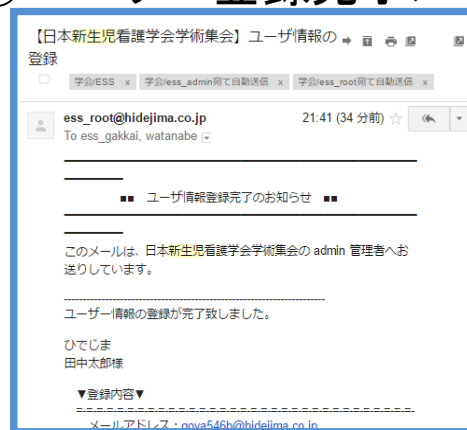 【日本新生児看護学会学術集会】ユーザ情報の
登録
学会/ESS x 学会/ess_admin宛て自動送信 x 学会/ess_root宛て自動送信 x
ess_root@hidejima.co.jp 21:41 (34 分前)
To ess_gakkai, watanabe
■■ ユーザ情報登録完了のお知らせ ■■
このメールは、日本新生児看護学会学術集会の admin 管理者へお
送りしています。
ユーザー情報の登録が完了致しました。
ひでじま
田中太郎様
▼登録内容▼
メールアドレス：goya546b@hidejima.co.jp